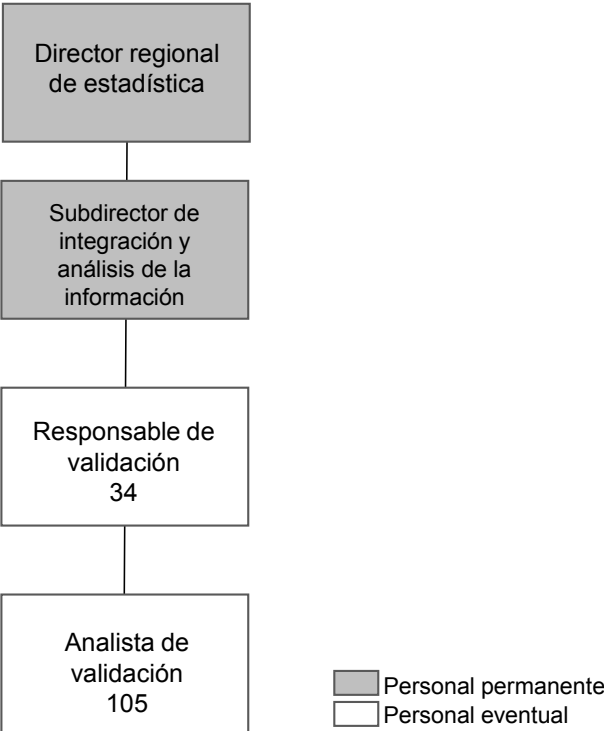 Director regional
de estadística
Subdirector de
integración y
análisis de la
información
Responsable de
validación
34
Analista de
validación
105
Personal permanente
Personal eventual